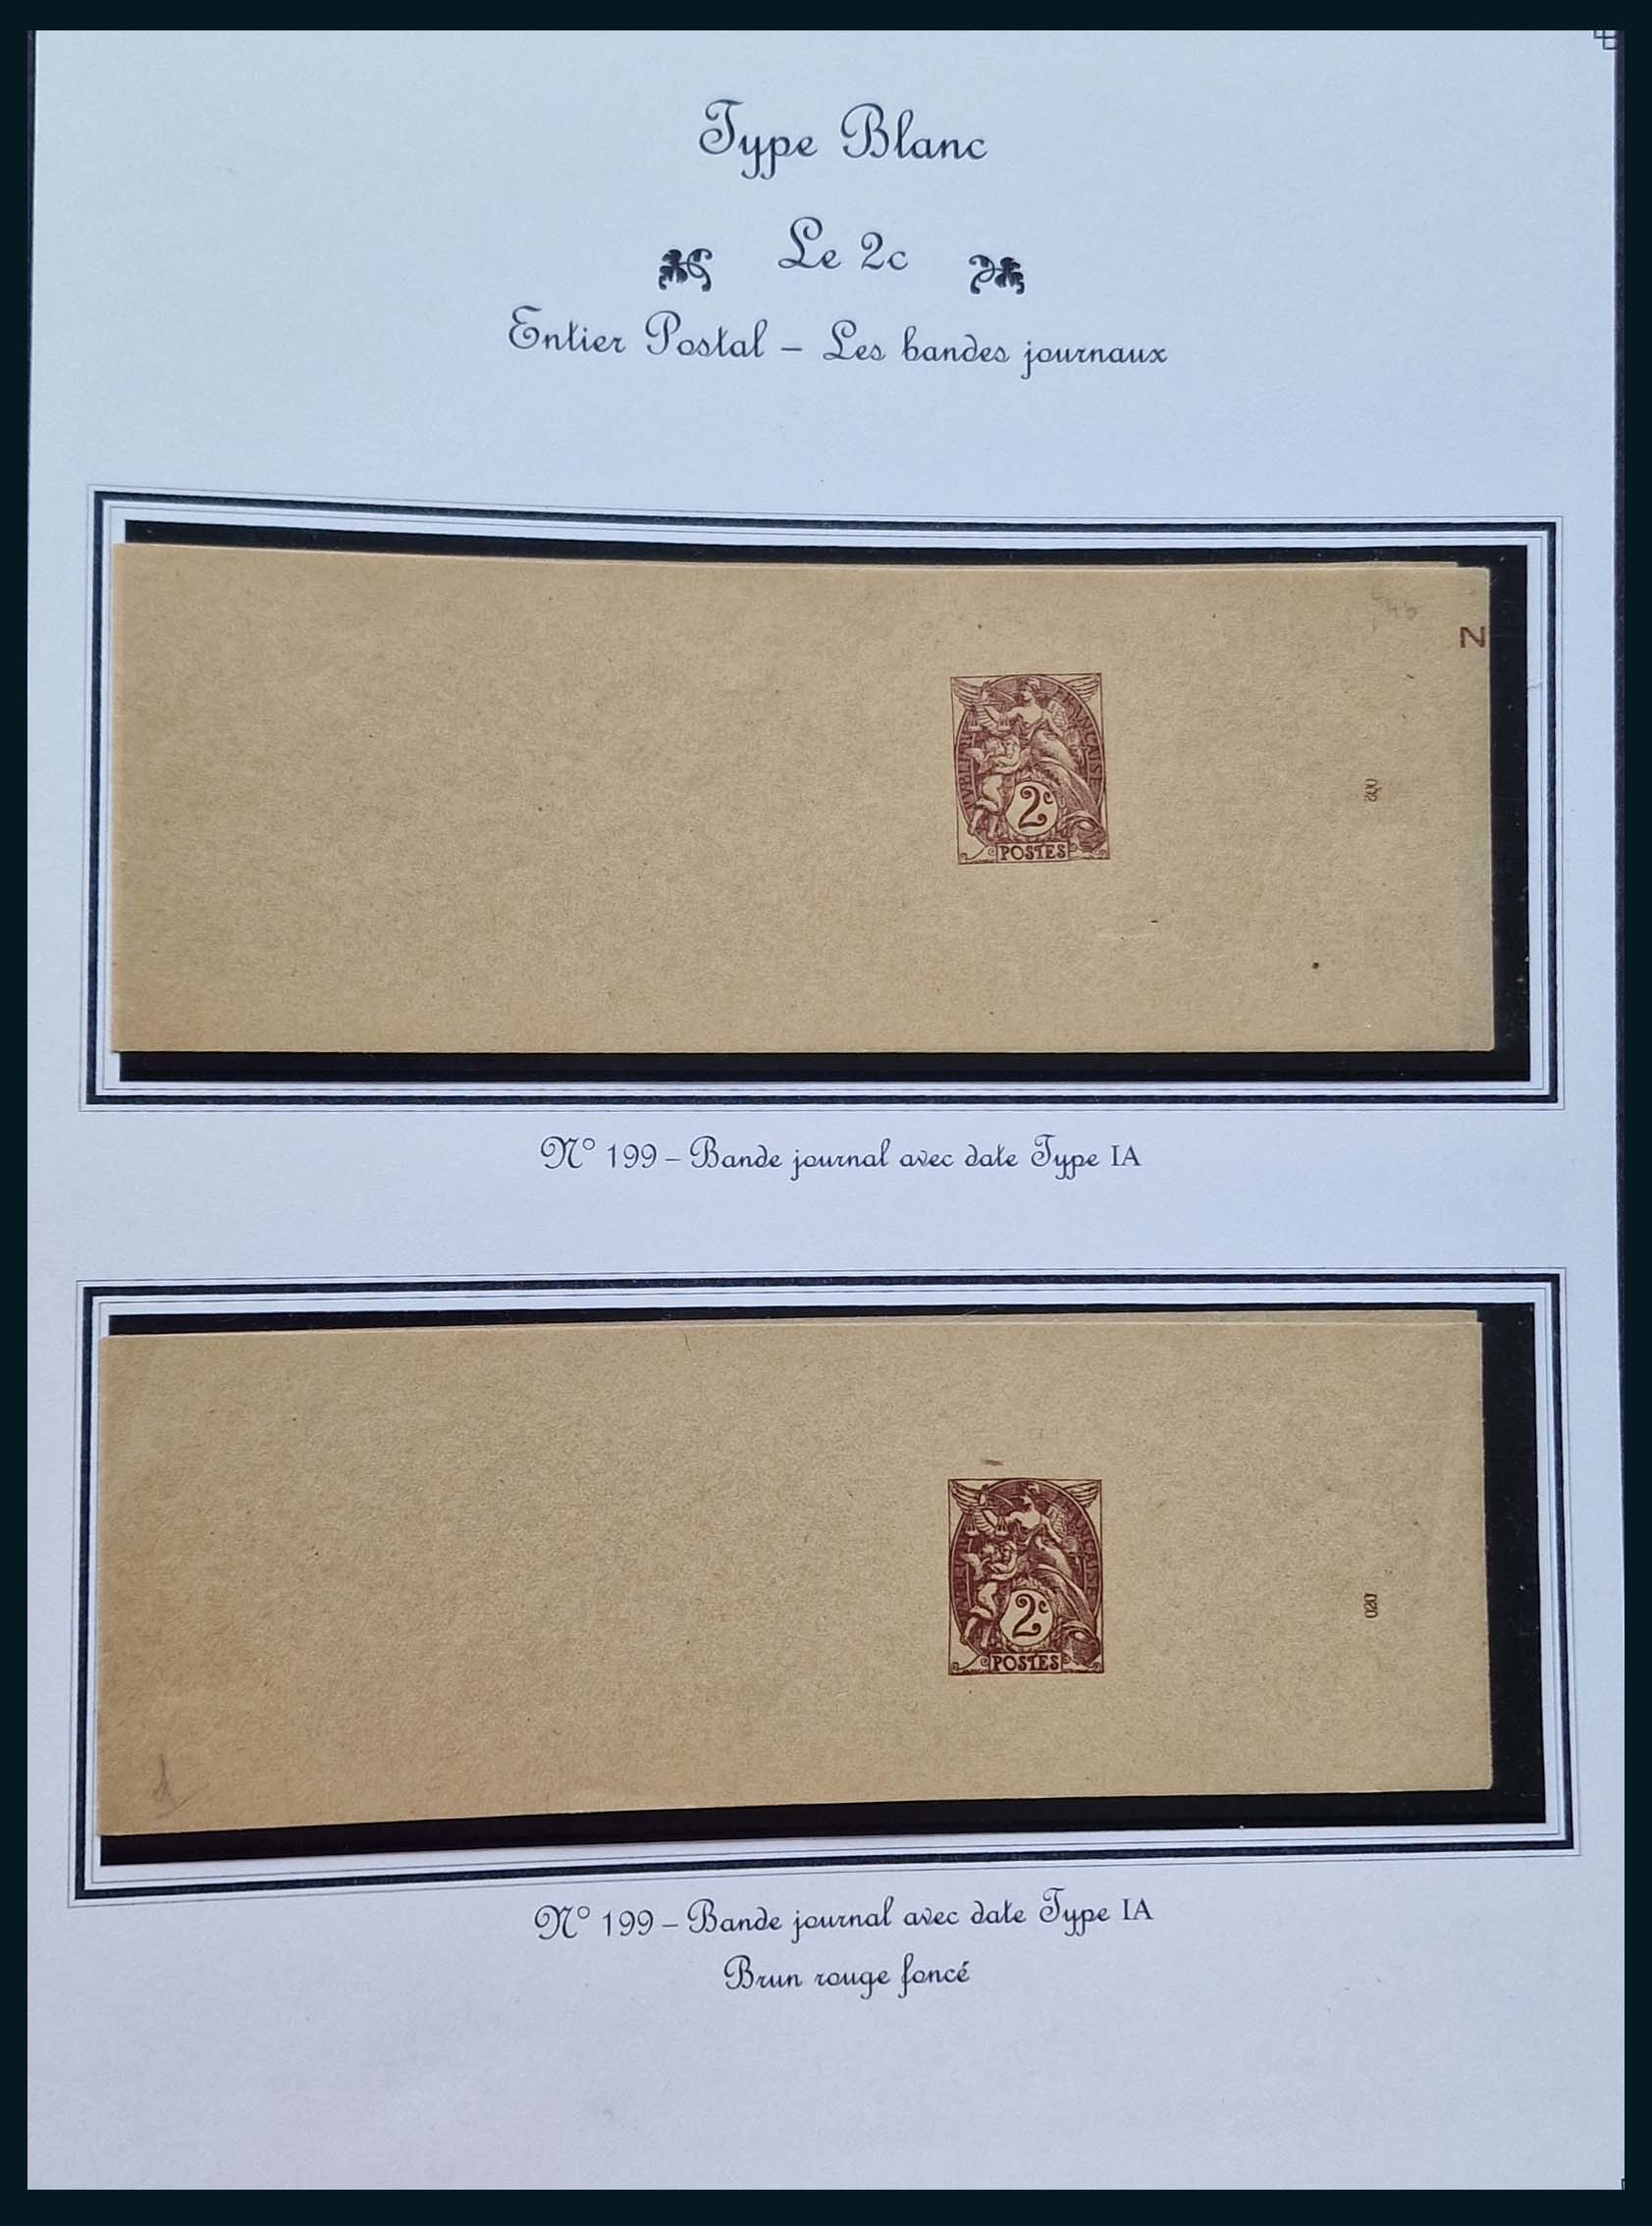 Type Blanc
Le 2c
Entier Postal – Les bandes journaux
N
2c
POSTES
N° 199 – Bande journal avec date Type IA
2c
POSTES
020
N° 199 – Bande journal avec date Type IA
Brun rouge foncé